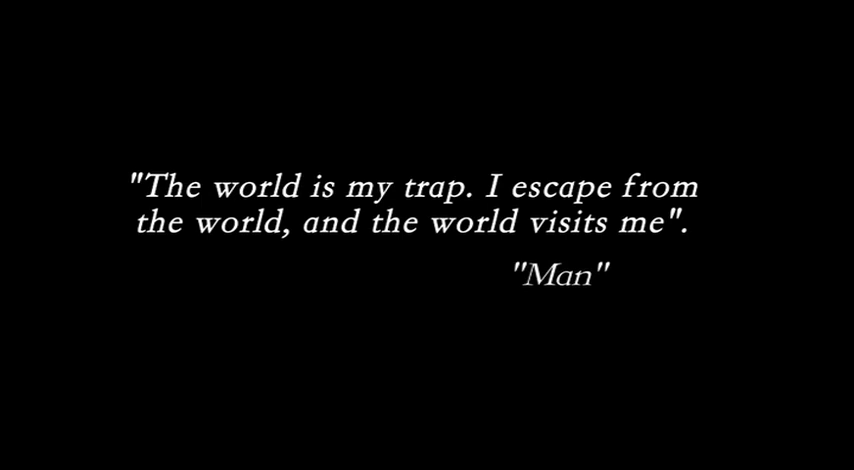 "The world is my trap. I escape from
the world, and the world visits me".
"Man"